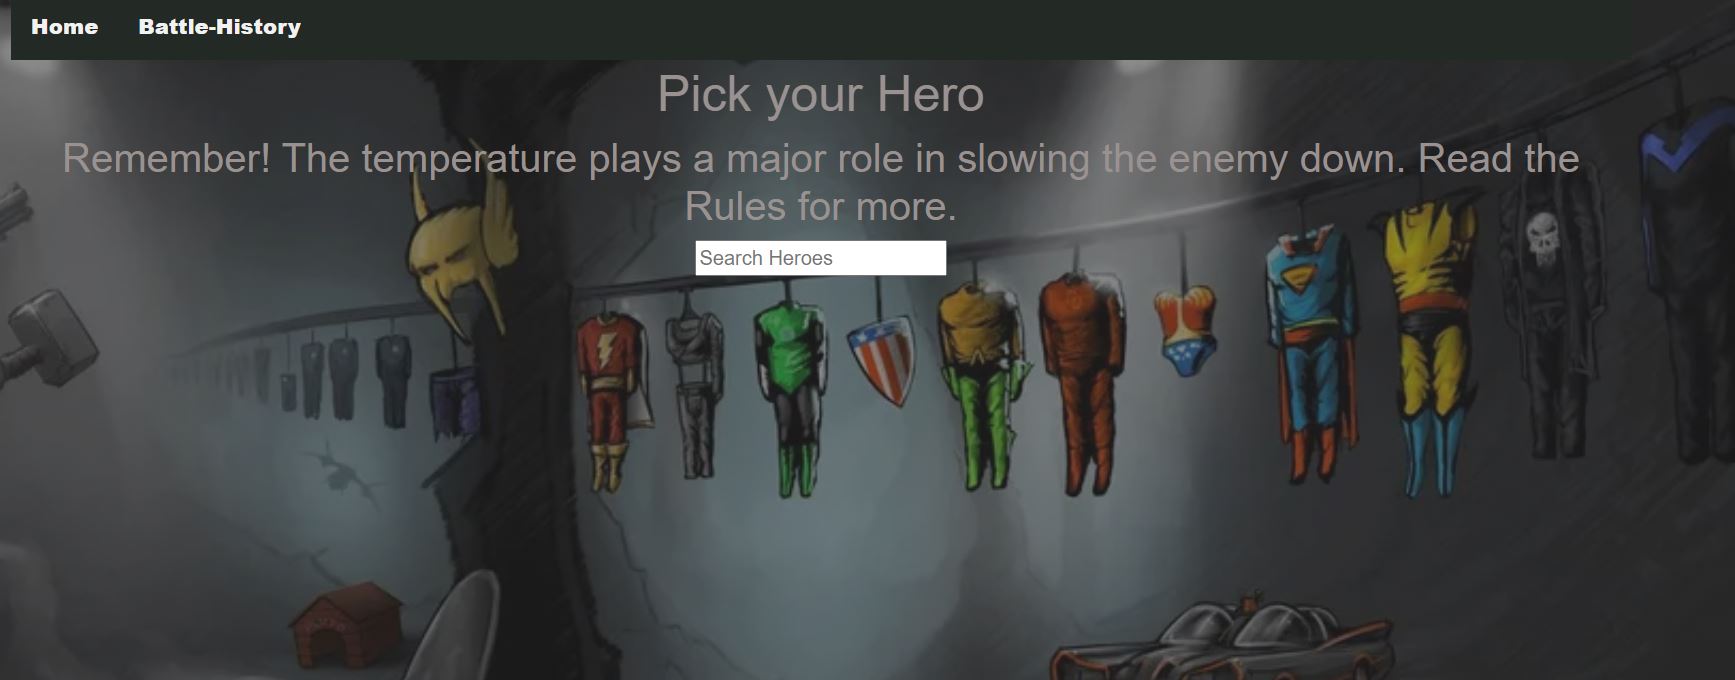 Home Battle-History
Pick your Hero
Remember! The temperature plays a major role in slowing the enemy down. Read the
Rules for more.
Search Heroes
PLUTO